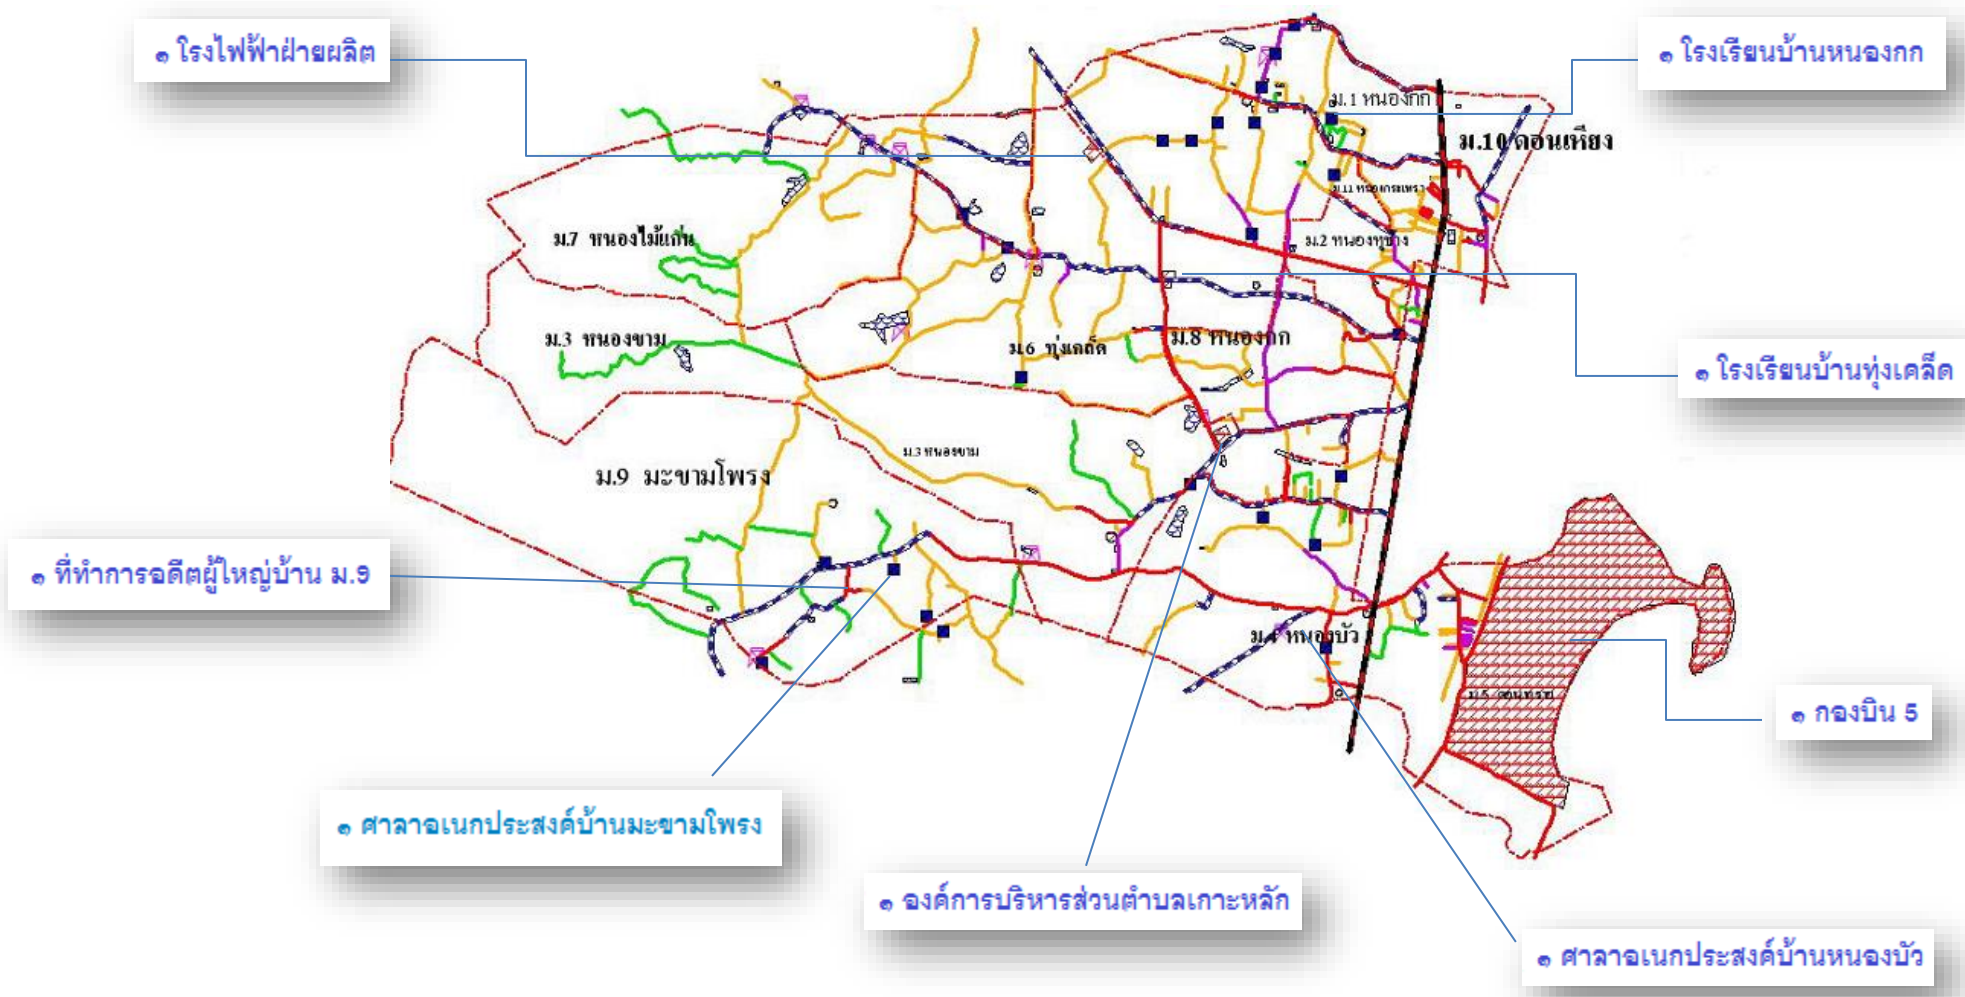 ๑ โรงไฟฟ้าฝ่ายผลิต
๑ โรงเรียนบ้านหนองกก
ม.1 หนองกก
ม.10 ดอนเหียง
ม.2 หนองหูช้าง
ม.7 หนองไม้แก่น
ม.3 หนองขาม
ม.6 ทุ่งเคล็ด
ม.8 หนองกก
๑ โรงเรียนบ้านทุ่งเคล็ด
ม.3 หนองขาม
ม.9 มะขามโพรง
๑ ที่ทำการอดีตผู้ใหญ่บ้าน ม.9
ม.4 หนองบัว
๑ กองบิน 5
๑ ศาลาอเนกประสงค์บ้านมะขามโพรง
๑ องค์การบริหารส่วนตำบลเกาะหลัก
๑ ศาลาอเนกประสงค์บ้านหนองบัว